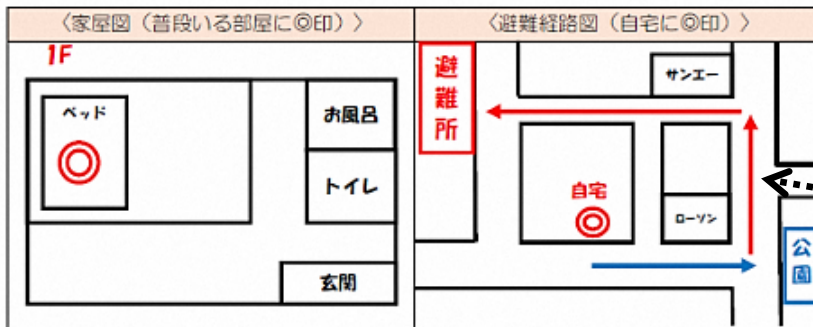 〈家屋図（普段いる部屋に◎印）〉
1F
ベッド
お風呂
トイレ
玄関
〈避難経路図（自宅に◎印）〉
避難所
サンエー
自宅
ローソン
公園